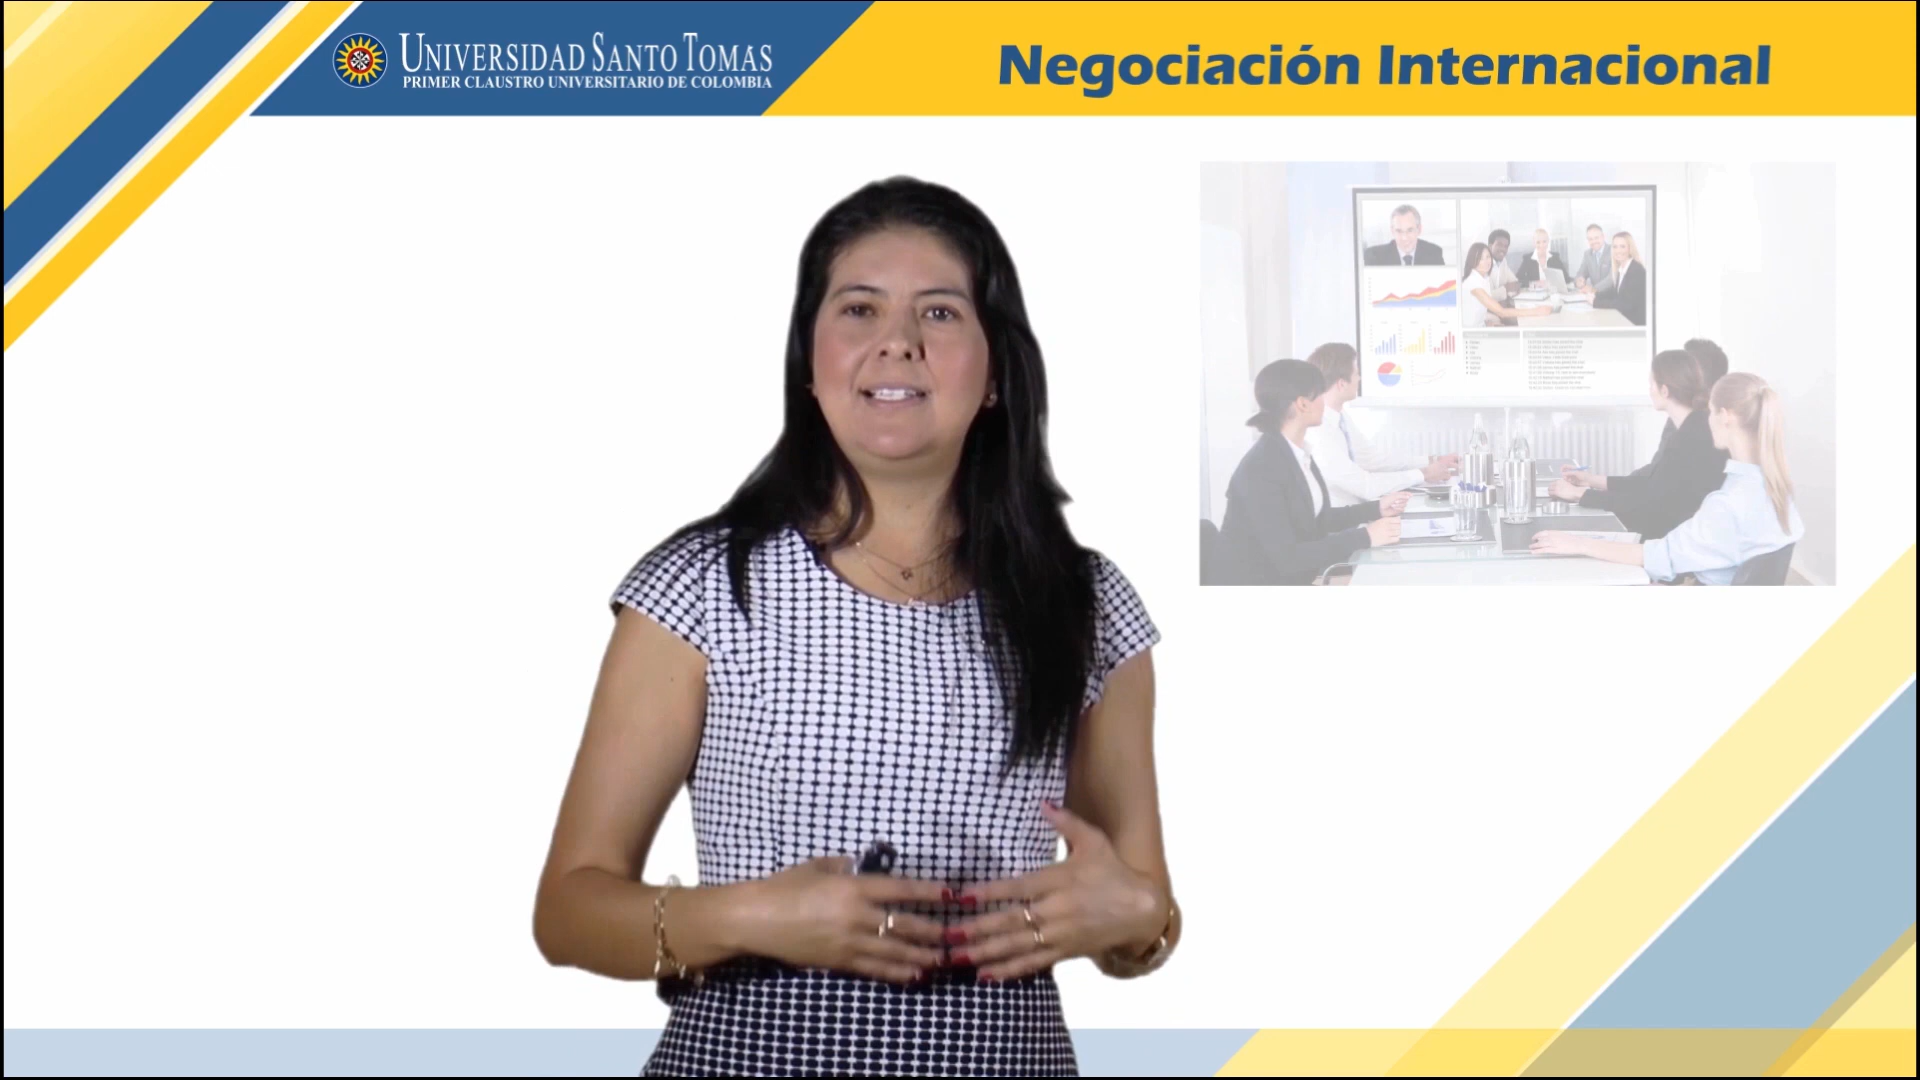 UNIVERSIDAD SANTO TOMAS
PRIMER CLAUSTRO UNIVERSITARIO DE COLOMBIA
Negociación Internacional